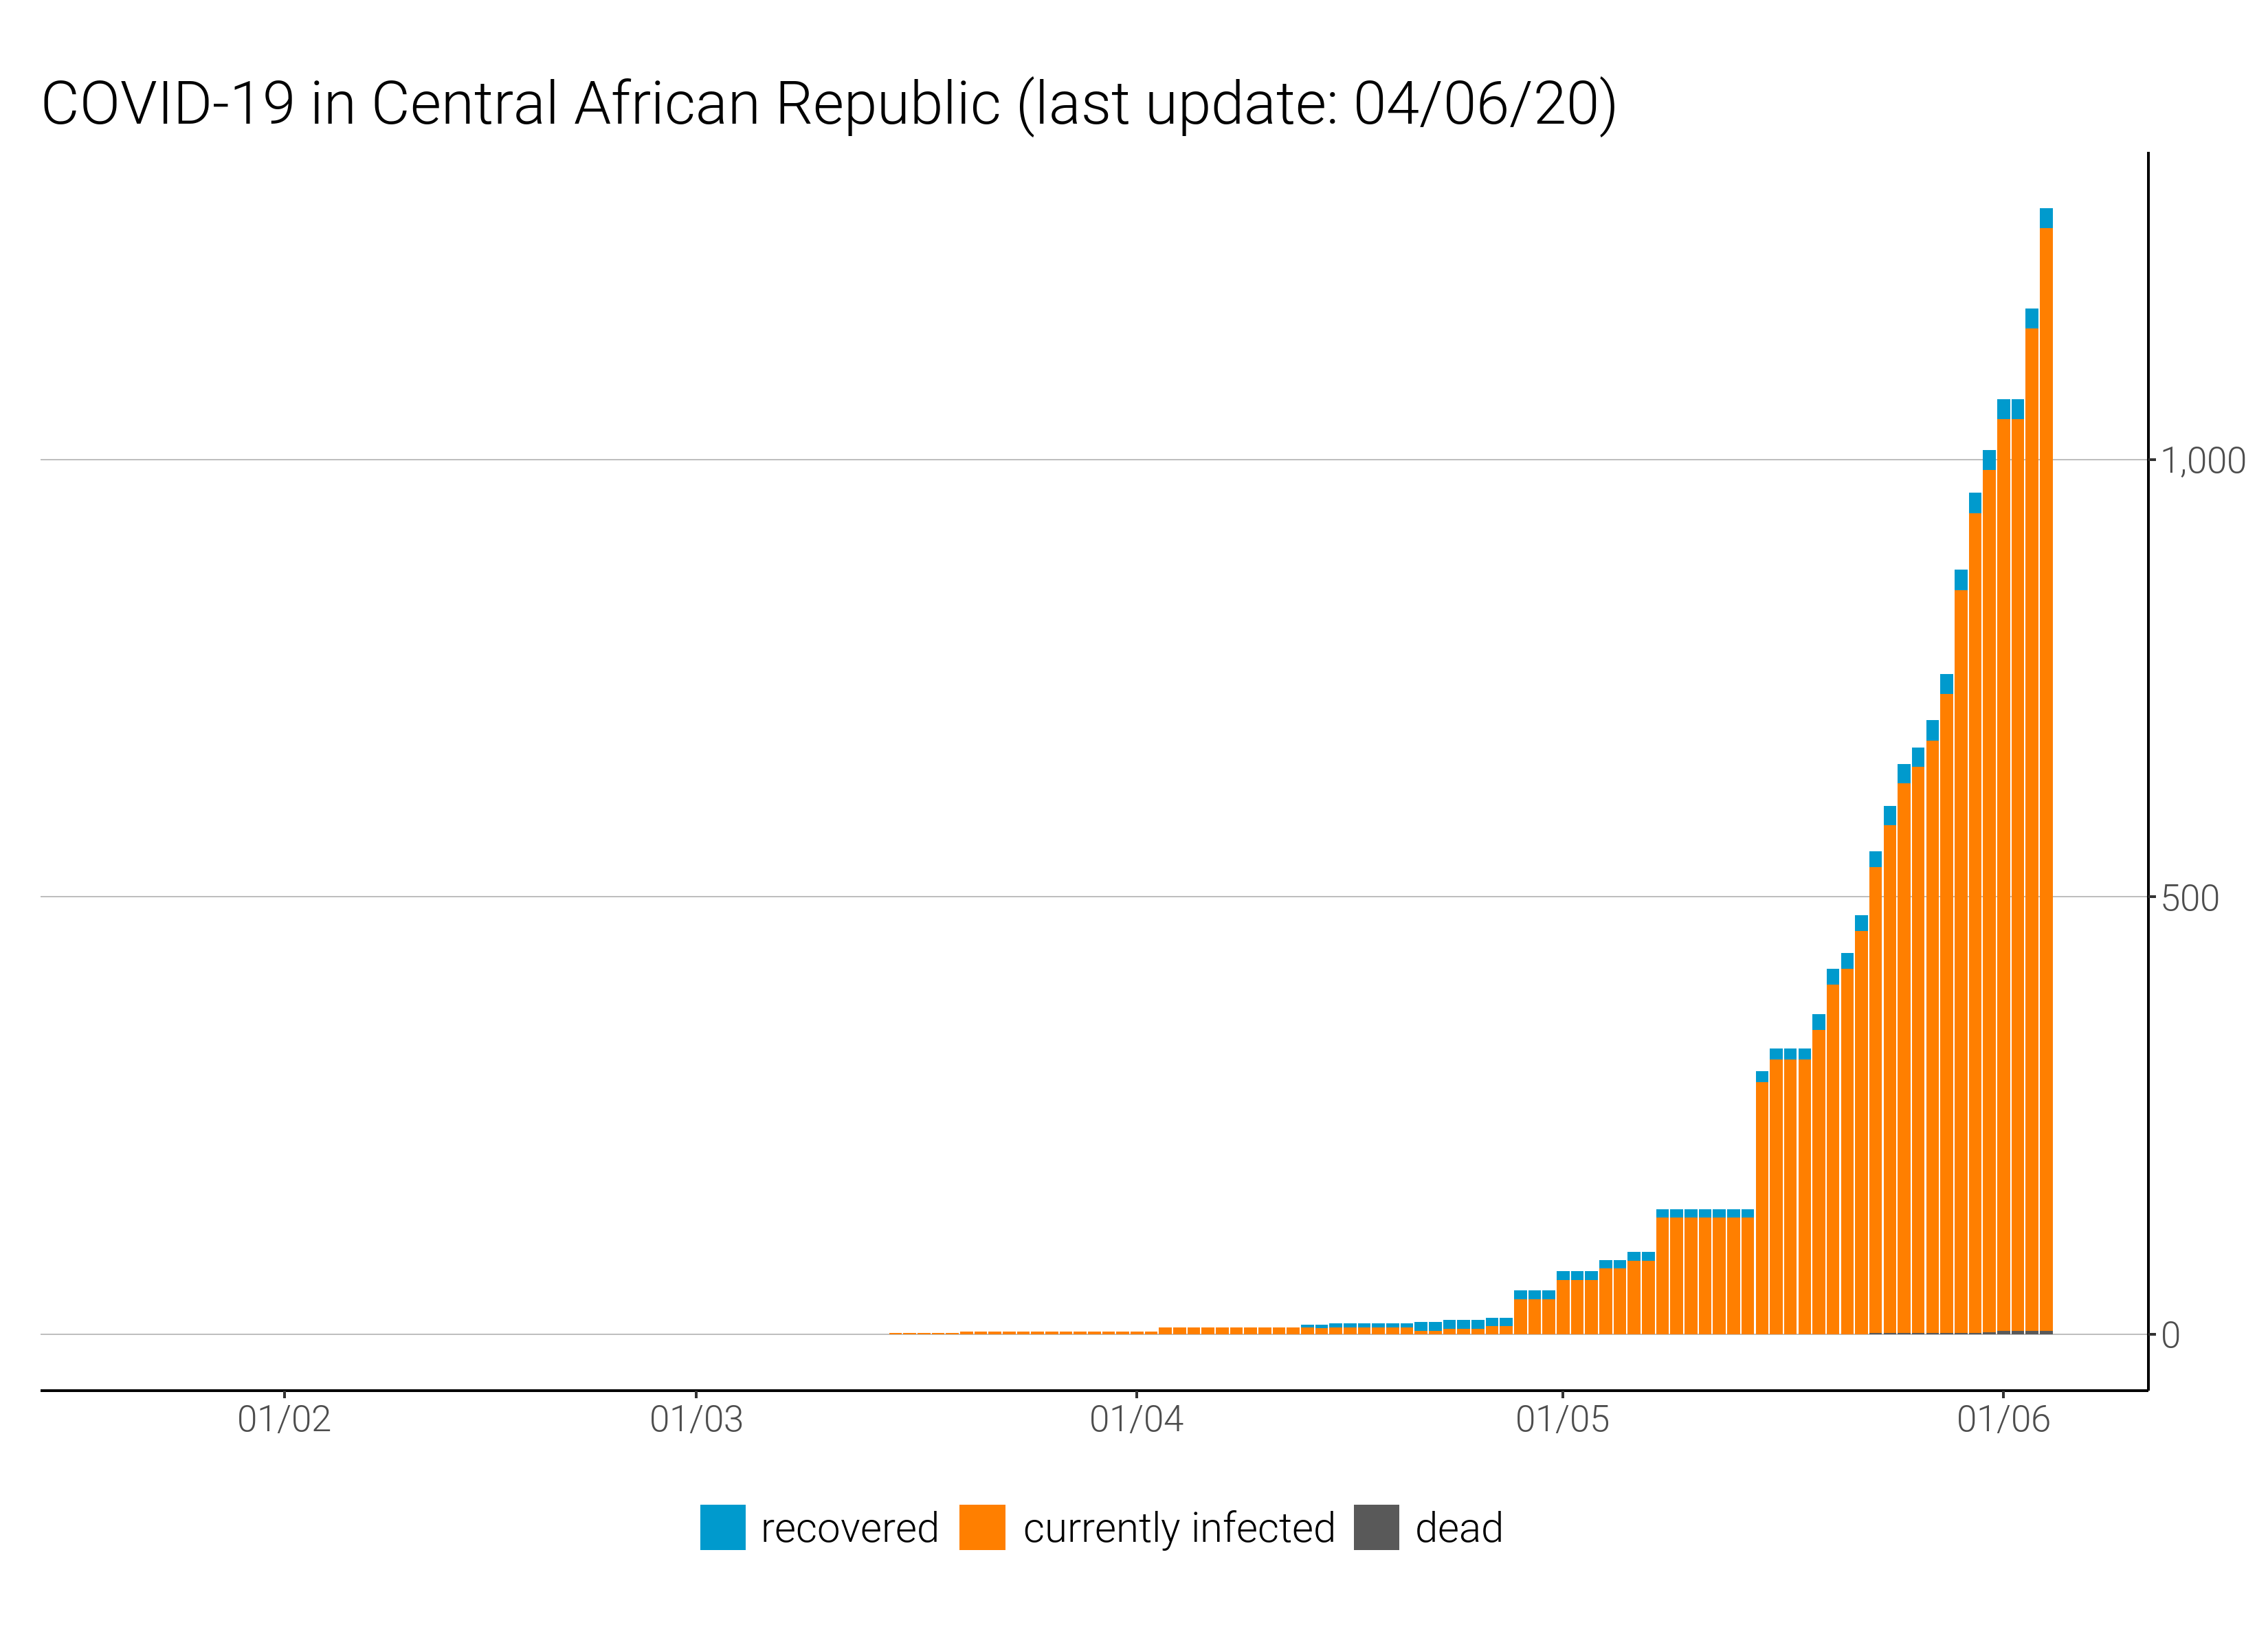 COVID-19 in Central African Republic (last update: 04/06/20)
1,000
500
0
01/02 01/03 01/04 01/05 01/06
recovered currently infected dead